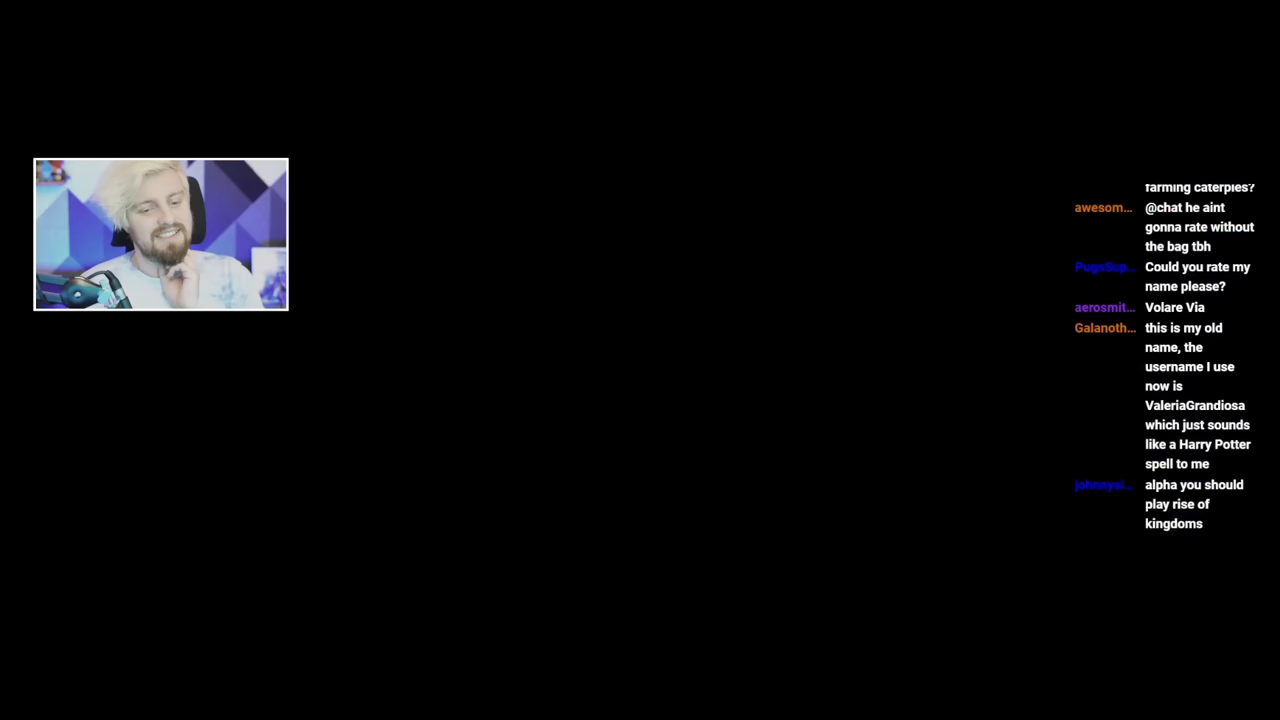 farming caterpies?
awesom... @chat he aint
gonna rate without
the bag tbh
PugsSup... Could you rate my
name please?
aerosmit... Volare Via
Galanoth... this is my old
name, the
username I use
now is
ValeriaGrandiosa
which just sounds
like a Harry Potter
spell to me
johnnysi... alpha you should
play rise of
kingdoms